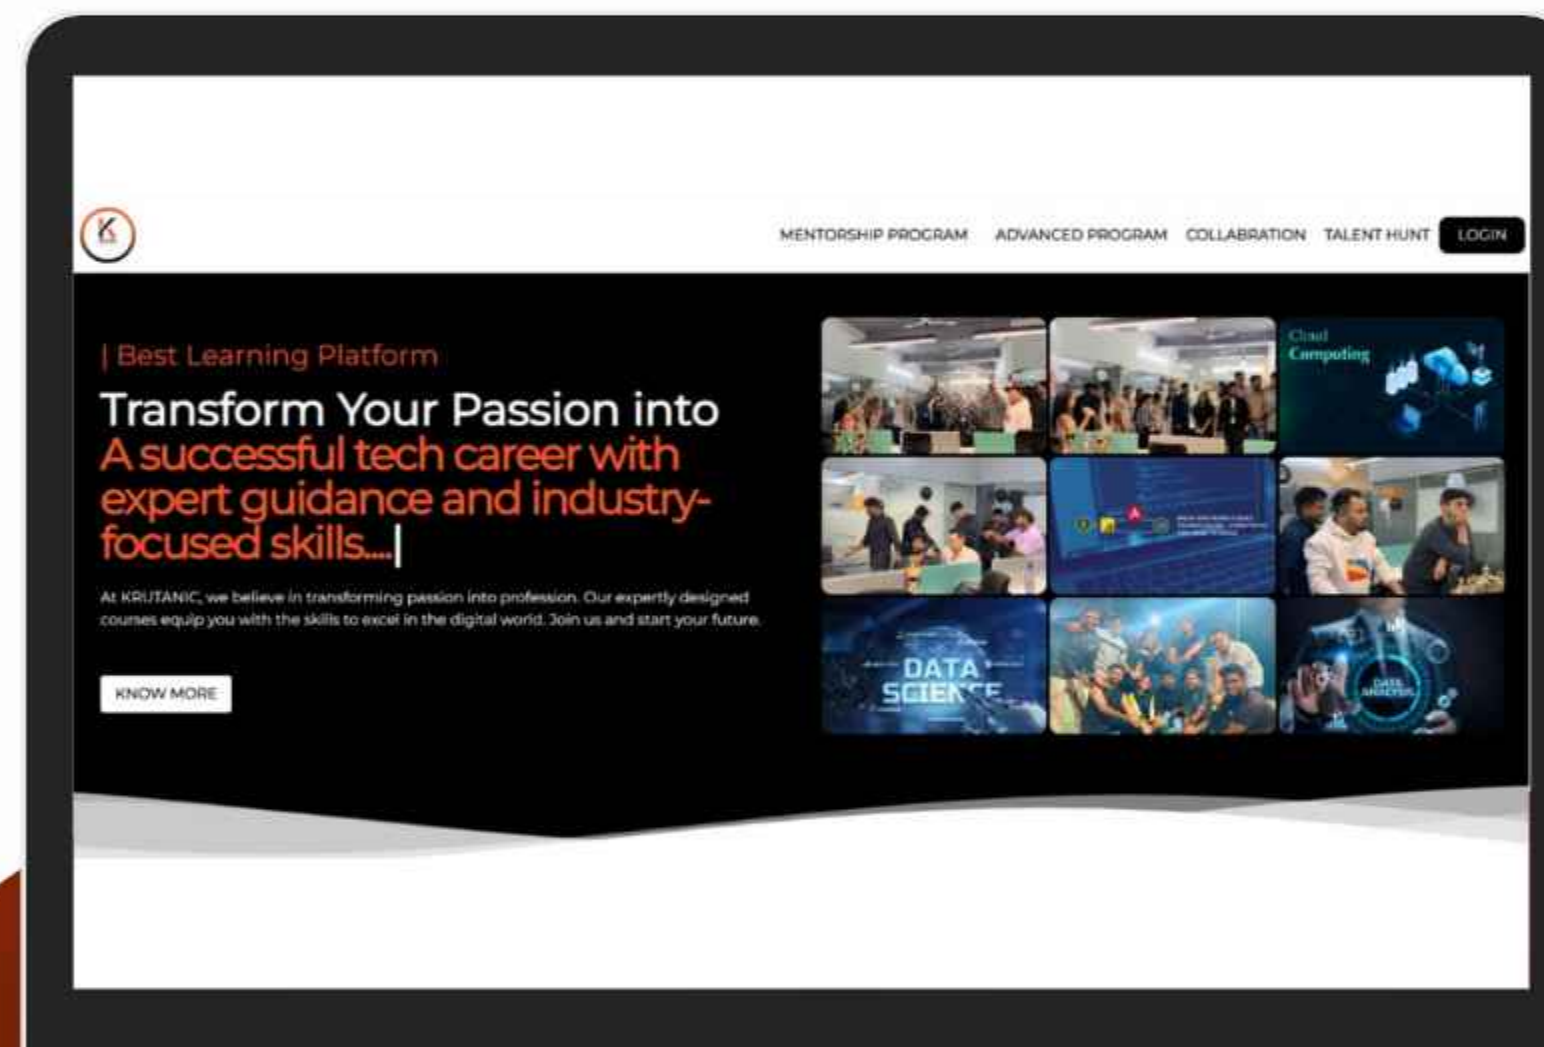 MENTORSHIP PROGRAM ADVANCED PROGRAM COLLABRATION TALENT HUNT LOGIN
K
| Best Learning Platform
Transform Your Passion into
A successful tech career with
expert guidance and industry-
focused skills....|
At KRUTANIC, we believe in transforming passion into profession. Our expertly designed
courses equip you with the skills to excel in the digital world. Join us and start your future.
KNOW MORE
Cloud
Computing
DATA
SCIENCE
DATA
ANALYSIS